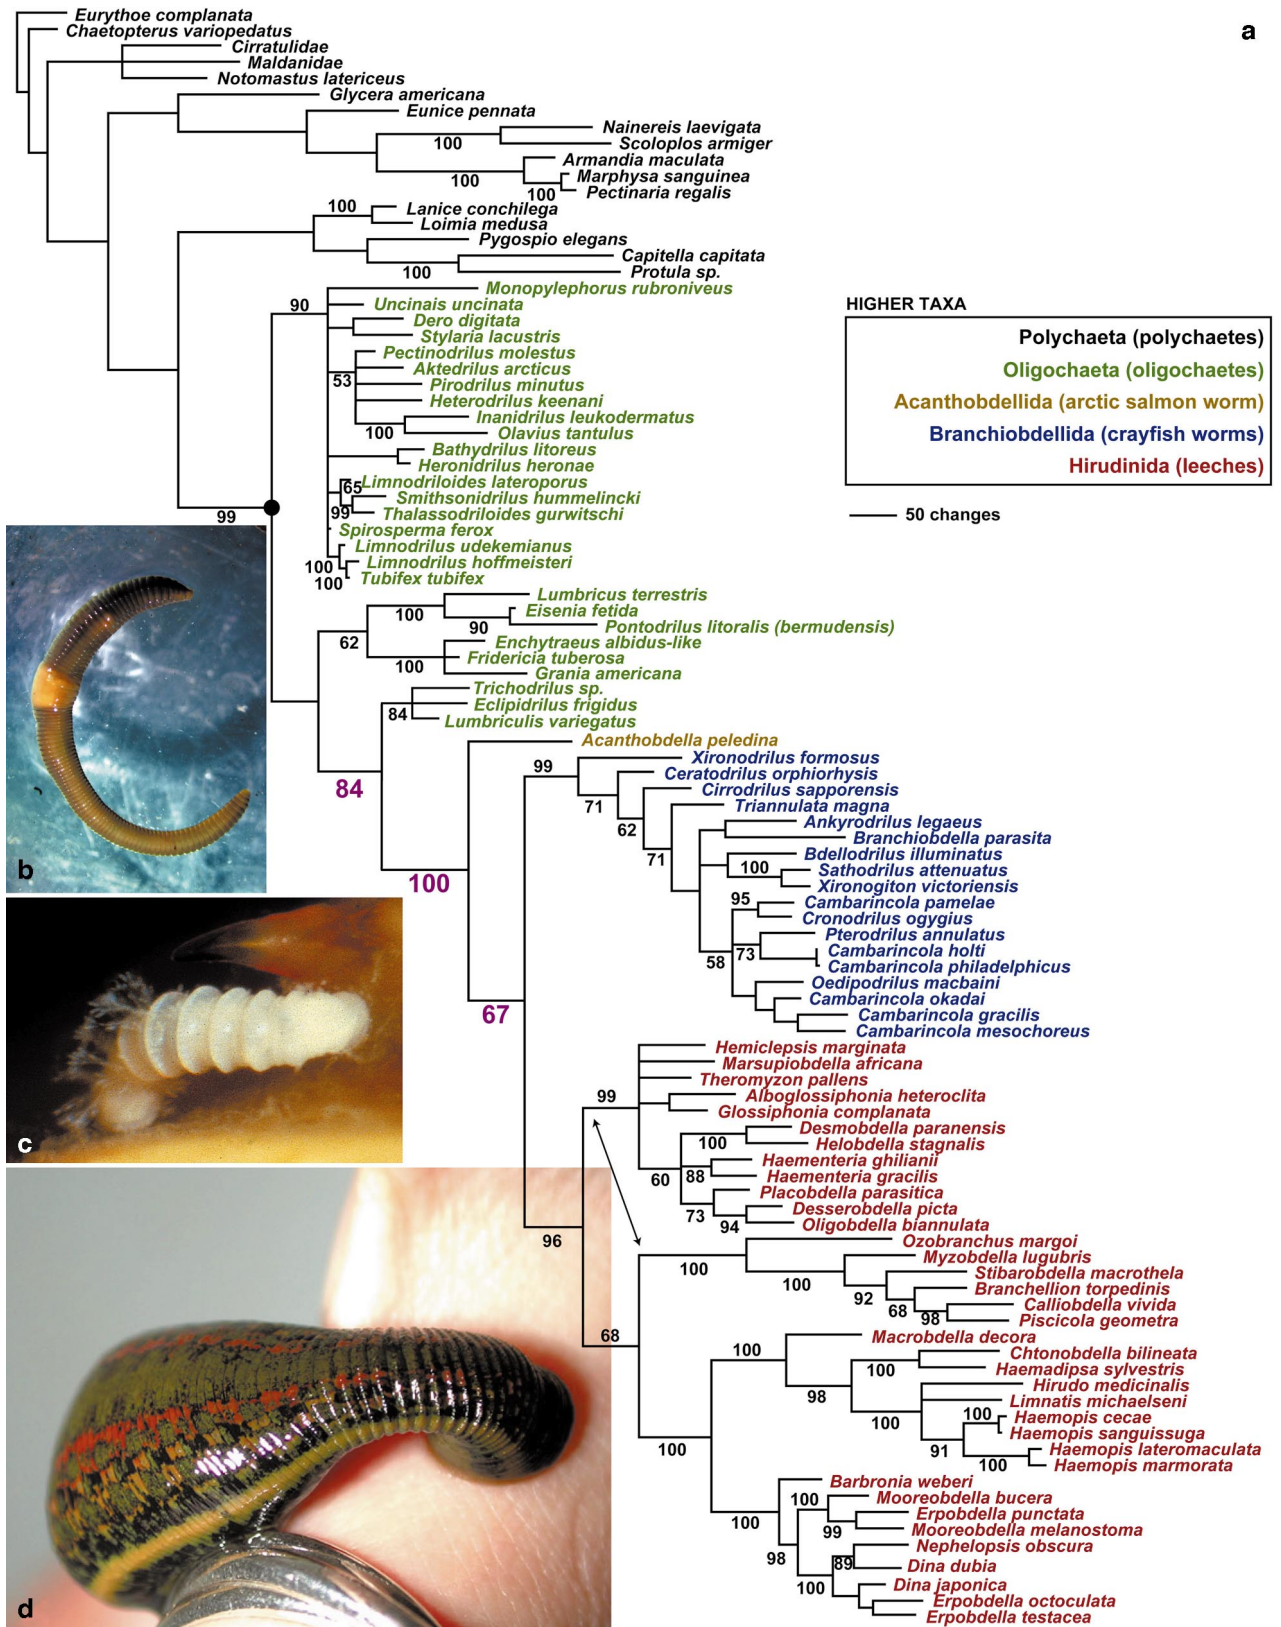 Eurythoe complanata
a
Chaetopterus variopedatus
Cirratulidae
Maldanidae
Notomastus latericeus
Glycera americana
Eunice pennata
Nainereis laevigata
100
Scoloplos armiger
Armandia maculata
Marphysa sanguinea
100
100
Pectinaria regalis
100
Lanice conchilega
Loimia medusa
Pygospio elegans
Capitella capitata
100
Protula sp.
Monopylephorus rubroniveus
90
Uncinais uncinata
Dero digitata
Stylaria lacustris
Pectinodrilus molestus
Aktedrilus arcticus
53
Pirodrilus minutus
Heterodrilus keenani
Inanidrilus leukodermatus
100
Olavius tantulus
Bathydrilus litoreus
Heronidrilus heronae
Limnodriloides lateroporus
65
Smithsonidrilus hummelincki
99
Thalassodriloides gurwitschi
99
Spirosperma ferox
Limnodrilus udekemianus
100
Limnodrilus hoffmeisteri
100
Tubifex tubifex
HIGHER TAXA
Polychaeta (polychaetes)
Oligochaeta (oligochaetes)
Acanthobdellida (arctic salmon worm)
Branchiobdellida (crayfish worms)
Hirudinida (leeches)
50 changes
Lumbricus terrestris
100
Eisenia fetida
90
Pontodrilus litoralis (bermudensis)
62
Enchytraeus albidus-like
Fridericia tuberosa
100
Grania americana
Trichodrilus sp.
Eclipidrilus frigidus
84
Lumbriculis variegatus
84
Acanthobdella peledina
Xironodrilus formosus
99
Ceratodrilus orphiorhysis
71
Cirrodrilus sapporensis
Triannulata magna
62
Ankyrodrilus legaeus
Branchiobdella parasita
71
Bdellodrilus illuminatus
100
Sathodrilus attenuatus
100
Xironogiton victoriensis
95
Cambarincola pamelae
Cronodrilus ogygius
Pterodrilus annulatus
73
Cambarincola holti
58
Cambarincola philadelphicus
Oedipodrilus macbaini
Cambarincola okadai
67
Cambarincola gracilis
Cambarincola mesochoreus
b
c
d
Hemiclepsis marginata
Marsupiobdella africana
Theromyzon pallens
99
Alboglossiphonia heteroclita
Glossiphonia complanata
Desmobdella paranensis
100
Helobdella stagnalis
Haementeria ghilianii
60
88
Haementeria gracilis
Placobdella parasitica
73
Desserobdella picta
94
Oligobdella biannulata
96
Ozobranchus margoi
100
Myzobdella lugubris
100
Stibarobdella macrothela
92
Branchellion torpedinis
68
Calliobdella vivida
98
Piscicola geometra
68
Macrobdella decora
100
Chtonobdella bilineata
100
Haemadipsa sylvestris
98
Hirudo medicinalis
Limnatis michaelseni
100
100
Haemopis cecae
Haemopis sanguissuga
100
91
Haemopis lateromaculata
100
Haemopis marmorata
Barbronia weberi
100
Mooreobdella bucera
100
Erpobdella punctata
99
Mooreobdella melanostoma
Nephelopsis obscura
98
89
Dina dubia
100
Dina japonica
Erpobdella octoculata
Erpobdella testacea